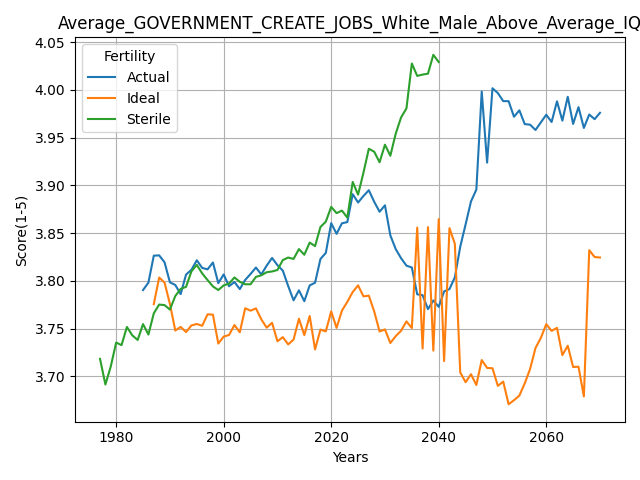 Average_GOVERNMENT_CREATE_JOBS_White_Male_Above_Average_IQ
Fertility
Actual
Ideal
Sterile
Score(1-5)
4.05
4.00
3.95
3.90
3.85
3.80
3.75
3.70
1980 2000 2020 2040 2060
Years